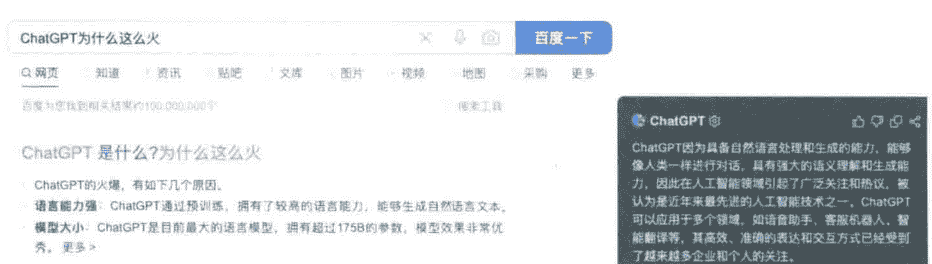 ChatGPT为什么这么火
百度一下
网页 知道 资讯 贴吧 文库 图片 视频 地图 采购 更多
百度为您找到相关结果约100,000,000个
搜索工具
ChatGPT 是什么?为什么这么火
ChatGPT的火爆，有如下几个原因。
语言能力强：ChatGPT通过预训练，拥有了较高的语言能力，能够生成自然语言文本。
模型大小：ChatGPT是目前最大的语言模型，拥有超过175B的参数，模型效果非常优
秀。 更多 >
ChatGPT
ChatGPT因为具备自然语言处理和生成的能力，能够
像人类一样进行对话，具有强大的语义理解和生成能
力，因此在人工智能领域引起了广泛关注和热议，被
认为是近年来最先进的人工智能技术之一。ChatGPT
可以应用于多个领域，如语音助手、客服机器人、智
能翻译等，其高效、准确的表达和交互方式已经受到
了越来越多企业和个人的关注。